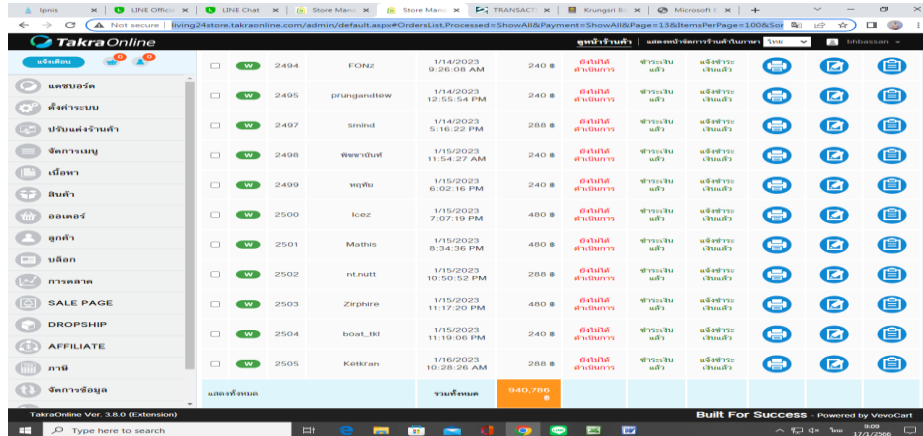 Ipnis
LINE Offici
LINE Chat
Store Mana
Store Mana
TRANSACT
Krungsri B
Microsoft
Not secure | living24store.takraonline.com/admin/default.aspx#OrdersList,Processed=ShowAll&Payment=ShowAll&Page=13&ItemsPerPage=100&Sor
TakraOnline
ดูหน้าร้านค้า
แสดงหน้าจัดการร้านค้าในภาษา ไทย
bhbassan
แจ้งเตือน
แดชบอร์ด
ตั้งค่าระบบ
ปรับแต่งร้านค้า
จัดการเมนู
เนื้อหา
สินค้า
ออเดอร์
ลูกค้า
บล็อก
การตลาด
SALE PAGE
DROPSHIP
AFFILIATE
ภาษี
จัดการข้อมูล
W 2494 FONz 1/14/2023 9:26:08 AM 240 ฿ ยังไม่ได้ดำเนินการ ชำระเงินแล้ว แจ้งชำระเงินแล้ว
W 2495 prungandtew 1/14/2023 12:55:54 PM 240 ฿ ยังไม่ได้ดำเนินการ ชำระเงินแล้ว แจ้งชำระเงินแล้ว
W 2497 smind 1/14/2023 5:16:22 PM 288 ฿ ยังไม่ได้ดำเนินการ ชำระเงินแล้ว แจ้งชำระเงินแล้ว
W 2498 1/15/2023 11:54:27 AM 240 ฿ ยังไม่ได้ดำเนินการ ชำระเงินแล้ว แจ้งชำระเงินแล้ว
W 2499 หฤทัย 1/15/2023 6:02:16 PM 240 ฿ ยังไม่ได้ดำเนินการ ชำระเงินแล้ว แจ้งชำระเงินแล้ว
W 2500 Icez 1/15/2023 7:07:19 PM 480 ฿ ยังไม่ได้ดำเนินการ ชำระเงินแล้ว แจ้งชำระเงินแล้ว
W 2501 Mathis 1/15/2023 8:34:36 PM 480 ฿ ยังไม่ได้ดำเนินการ ชำระเงินแล้ว แจ้งชำระเงินแล้ว
W 2502 nt.nutt 1/15/2023 10:50:52 PM 288 ฿ ยังไม่ได้ดำเนินการ ชำระเงินแล้ว แจ้งชำระเงินแล้ว
W 2503 Zirphire 1/15/2023 11:17:20 PM 480 ฿ ยังไม่ได้ดำเนินการ ชำระเงินแล้ว แจ้งชำระเงินแล้ว
W 2504 boat_tkl 1/15/2023 11:19:06 PM 240 ฿ ยังไม่ได้ดำเนินการ ชำระเงินแล้ว แจ้งชำระเงินแล้ว
W 2505 Ketkran 1/16/2023 10:28:26 AM 288 ฿ ยังไม่ได้ดำเนินการ ชำระเงินแล้ว แจ้งชำระเงินแล้ว
แสดงทั้งหมด รวมทั้งหมด 940,786 ฿
TakraOnline Ver. 3.8.0 (Extension)
Built For Success - Powered by VevoCart
Type here to search
ไทย
9:09
17/1/2566